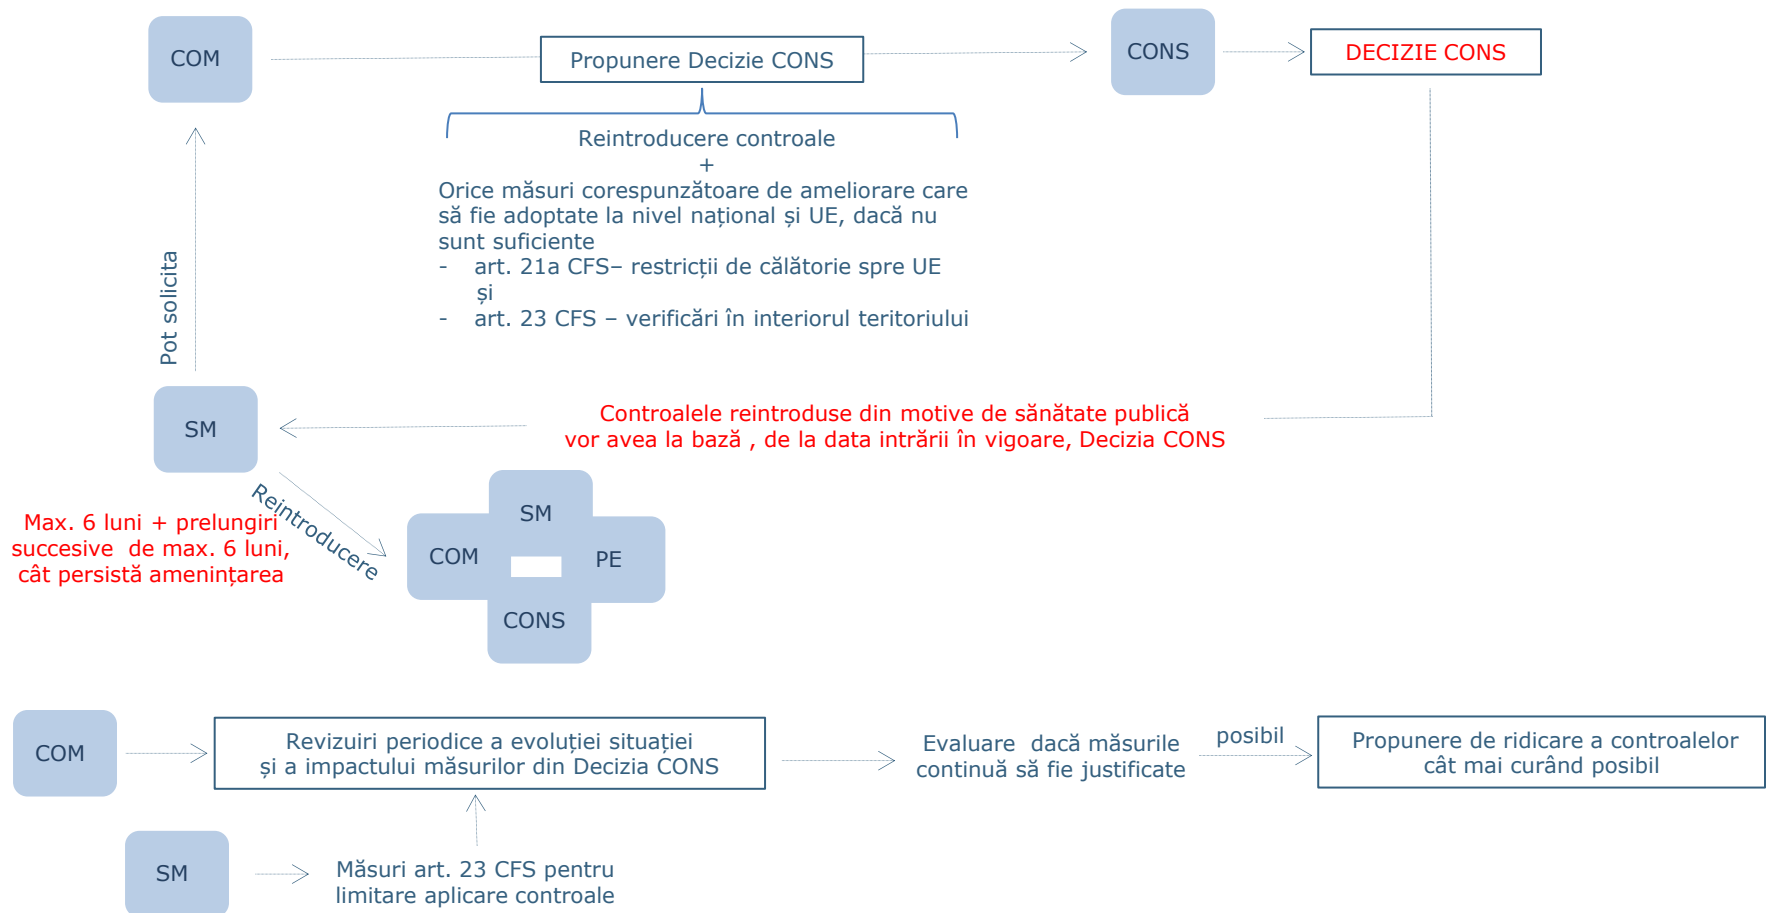 COM
Propunere Decizie CONS
CONS
DECIZIE CONS
Reintroducere controale
+
Orice măsuri corespunzătoare de ameliorare care
să fie adoptate la nivel național și UE, dacă nu
sunt suficiente
- art. 21a CFS– restricții de călătorie spre UE
și
- art. 23 CFS – verificări în interiorul teritoriului
Pot solicita
SM
Controalele reintroduse din motive de sănătate publică
vor avea la bază , de la data intrării în vigoare, Decizia CONS
Reintroducere
Max. 6 luni + prelungiri
succesive de max. 6 luni,
cât persistă amenințarea
SM
COM
PE
CONS
COM
Revizuiri periodice a evoluției situației
și a impactului măsurilor din Decizia CONS
Evaluare dacă măsurile
continuă să fie justificate
posibil
Propunere de ridicare a controalelor
cât mai curând posibil
SM
Măsuri art. 23 CFS pentru
limitare aplicare controale